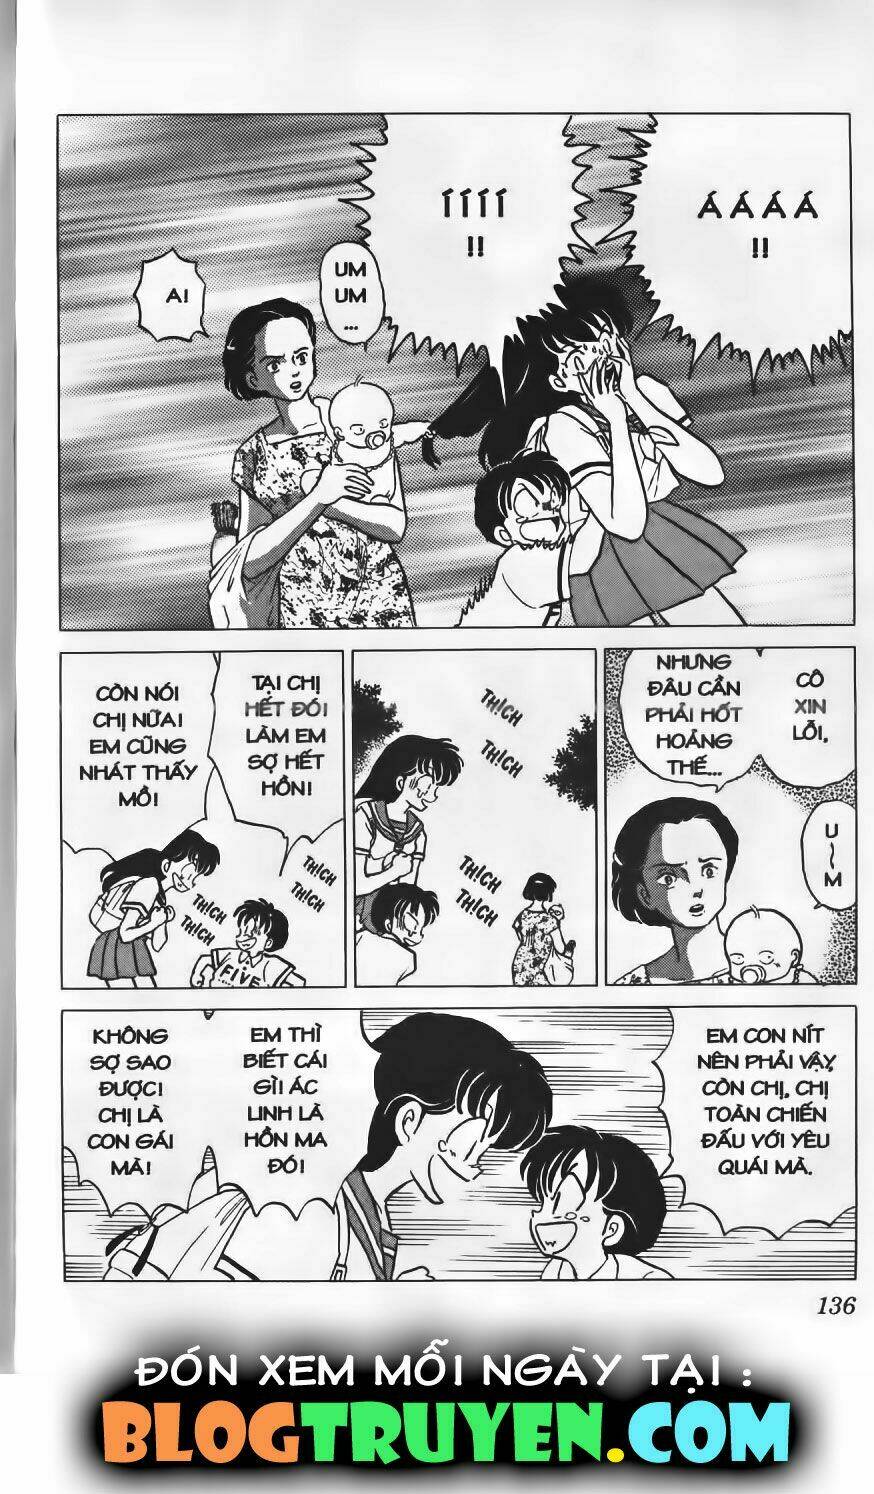 Á Á Á Á
!!
Í Í Í Í
!!
UM
UM
...
A!
CÔ
XIN
LỖI,
NHƯNG
ĐÂU CẦN
PHẢI HỐT
HOẢNG
THẾ...
U
~
M
THỊCH
THỊCH
THỊCH
THỊCH
TẠI CHỊ
HẾT ĐÓ!
LÀM EM
SỢ HẾT
HỒN!
CÒN NÓI
CHỊ NỮA!
EM CŨNG
NHÁT THẤY
MỒ!
THỊCH
THỊCH
THỊCH
THỊCH
FIVE
EM CON NÍT
NÊN PHẢI VẬY,
CÒN CHỊ, CHỊ
TOÀN CHIẾN
ĐẤU VỚI YÊU
QUÁI MÀ.
EM THÌ
BIẾT CÁI
GÌ! ÁC
LINH LÀ
HỒN MA
ĐÓ!
KHÔNG
SỢ SAO
ĐƯỢC!
CHỊ LÀ
CON GÁI
MÀ!
136
ĐÓN XEM MỖI NGÀY TẠI :
BLOGTRUYEN.COM